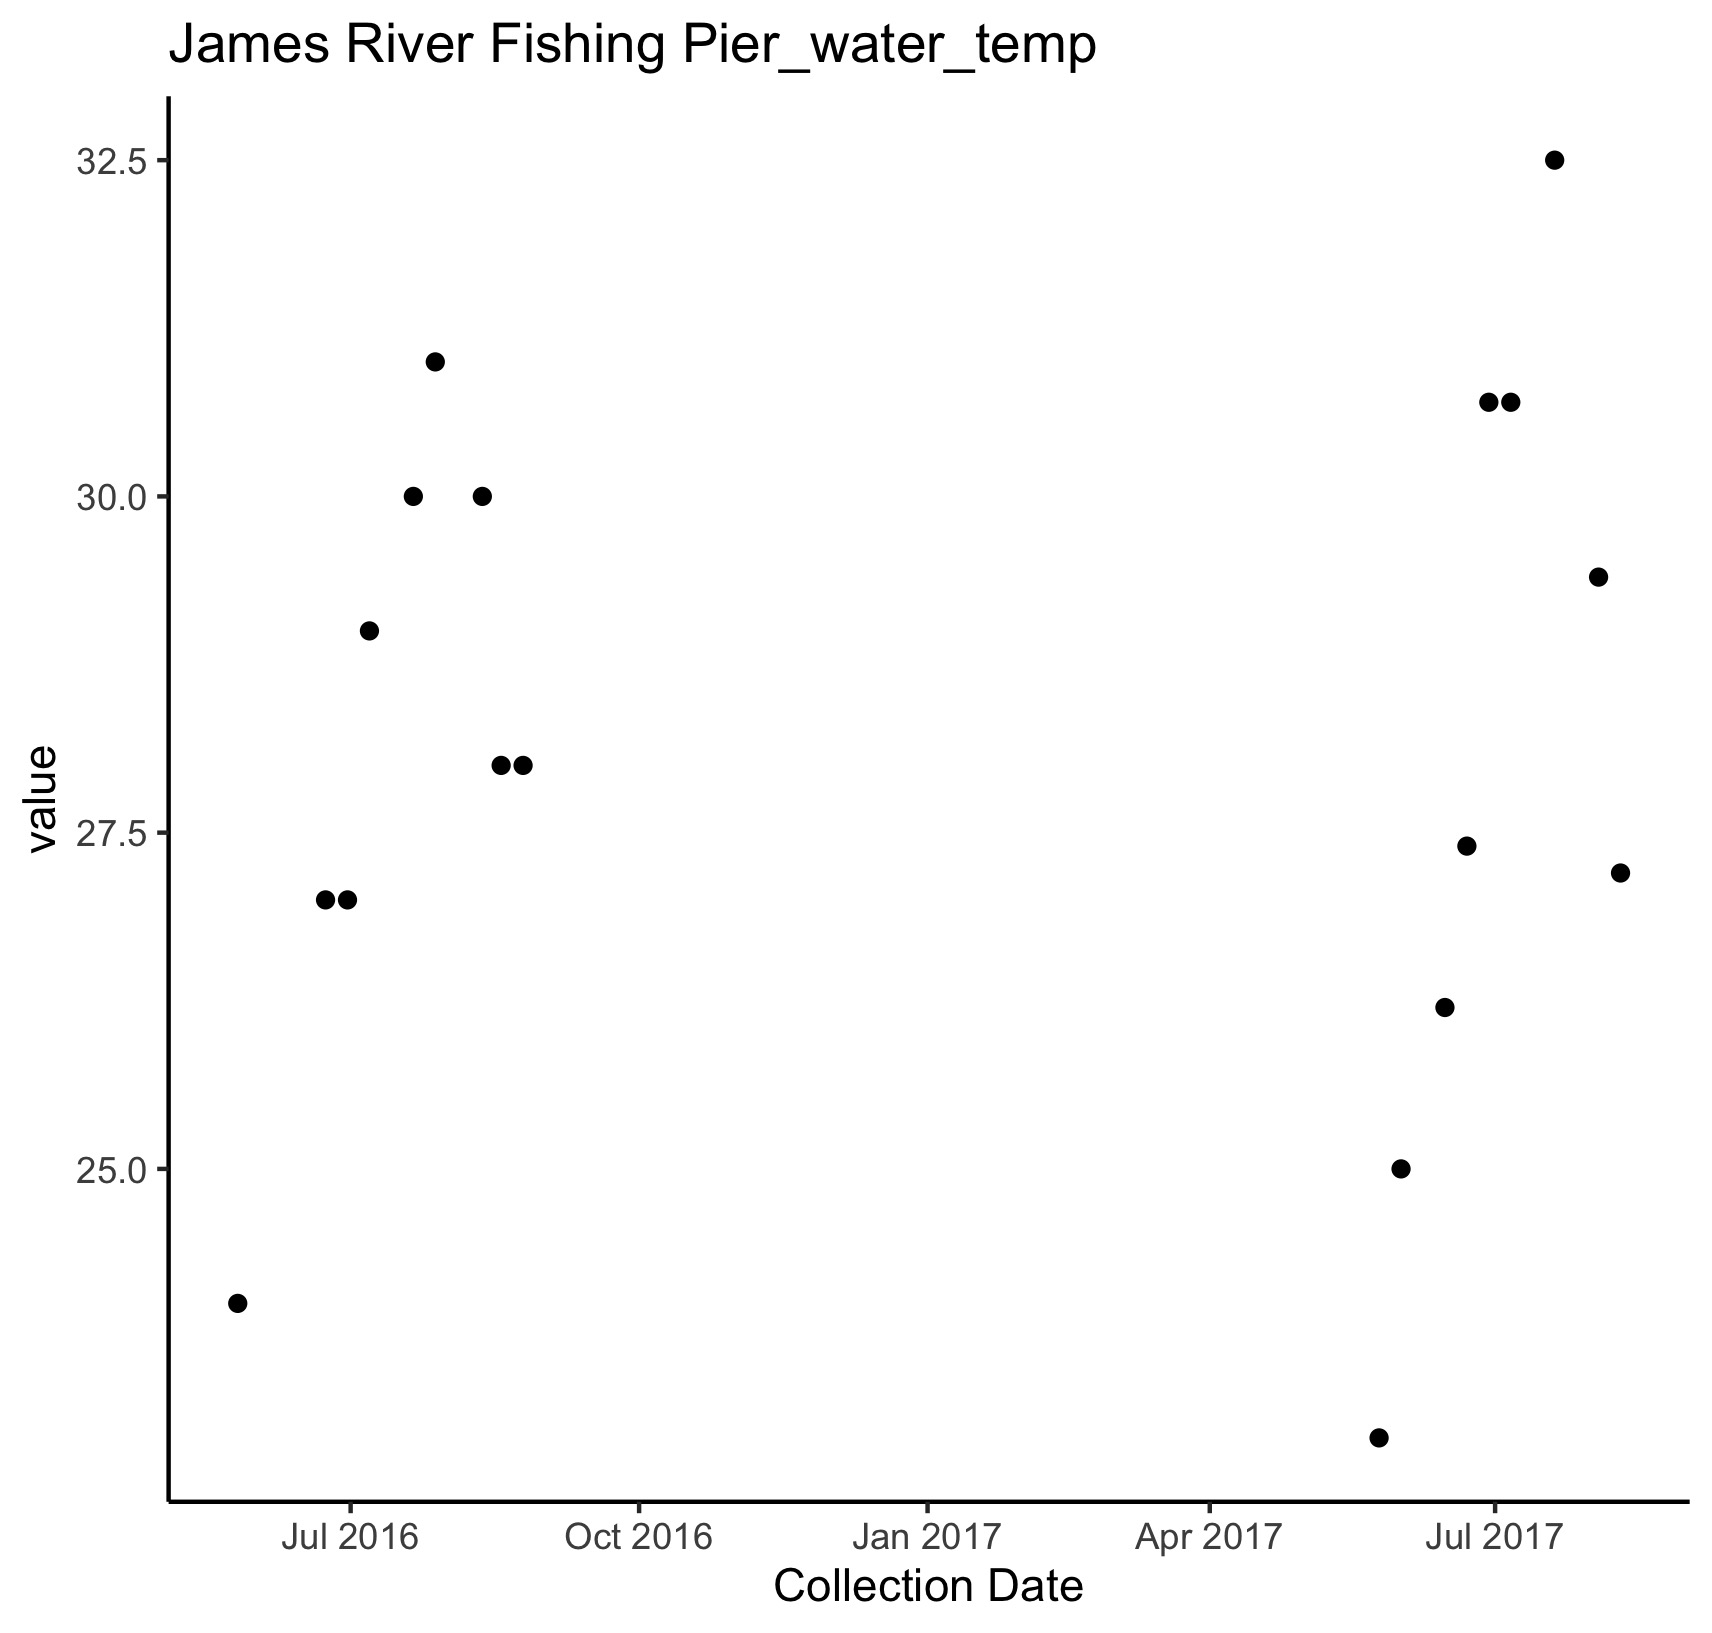 James River Fishing Pier_water_temp
32.5
30.0
27.5
25.0
value
Jul 2016
Oct 2016
Jan 2017
Apr 2017
Jul 2017
Collection Date